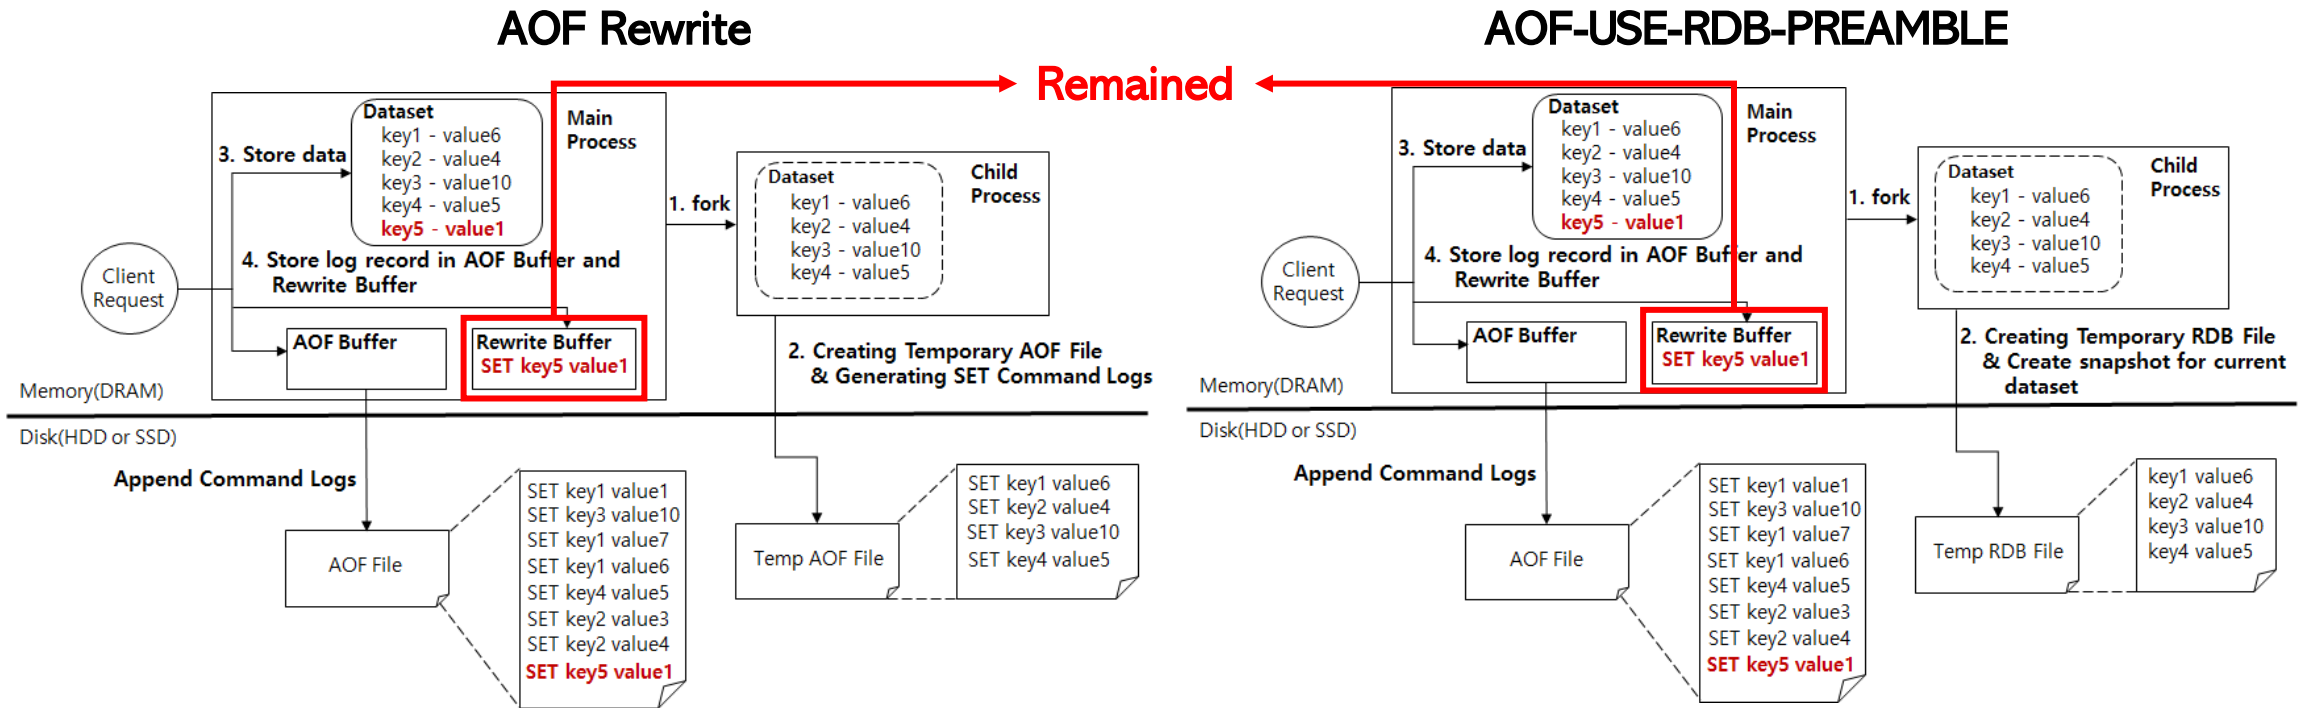 AOF Rewrite
AOF-USE-RDB-PREAMBLE
Remained
Dataset
key1 - value6
key2 - value4
key3 - value10
key4 - value5
key5 - value1
Main
Process
3. Store data
4. Store log record in AOF Buffer and
Rewrite Buffer
Client
Request
AOF Buffer
Rewrite Buffer
SET key5 value1
1. fork
Dataset
key1 - value6
key2 - value4
key3 - value10
key4 - value5
Child
Process
2. Creating Temporary AOF File
& Generating SET Command Logs
Memory(DRAM)
Disk(HDD or SSD)
Append Command Logs
AOF File
SET key1 value1
SET key3 value10
SET key1 value7
SET key1 value6
SET key4 value5
SET key2 value3
SET key2 value4
SET key5 value1
Temp AOF File
SET key1 value6
SET key2 value4
SET key3 value10
SET key4 value5
Dataset
key1 - value6
key2 - value4
key3 - value10
key4 - value5
key5 - value1
Main
Process
3. Store data
4. Store log record in AOF Buffer and
Rewrite Buffer
Client
Request
AOF Buffer
Rewrite Buffer
SET key5 value1
1. fork
Dataset
key1 - value6
key2 - value4
key3 - value10
key4 - value5
Child
Process
2. Creating Temporary RDB File
& Create snapshot for current
dataset
Memory(DRAM)
Disk(HDD or SSD)
Append Command Logs
AOF File
SET key1 value1
SET key3 value10
SET key1 value7
SET key1 value6
SET key4 value5
SET key2 value3
SET key2 value4
SET key5 value1
Temp RDB File
key1 value6
key2 value4
key3 value10
key4 value5